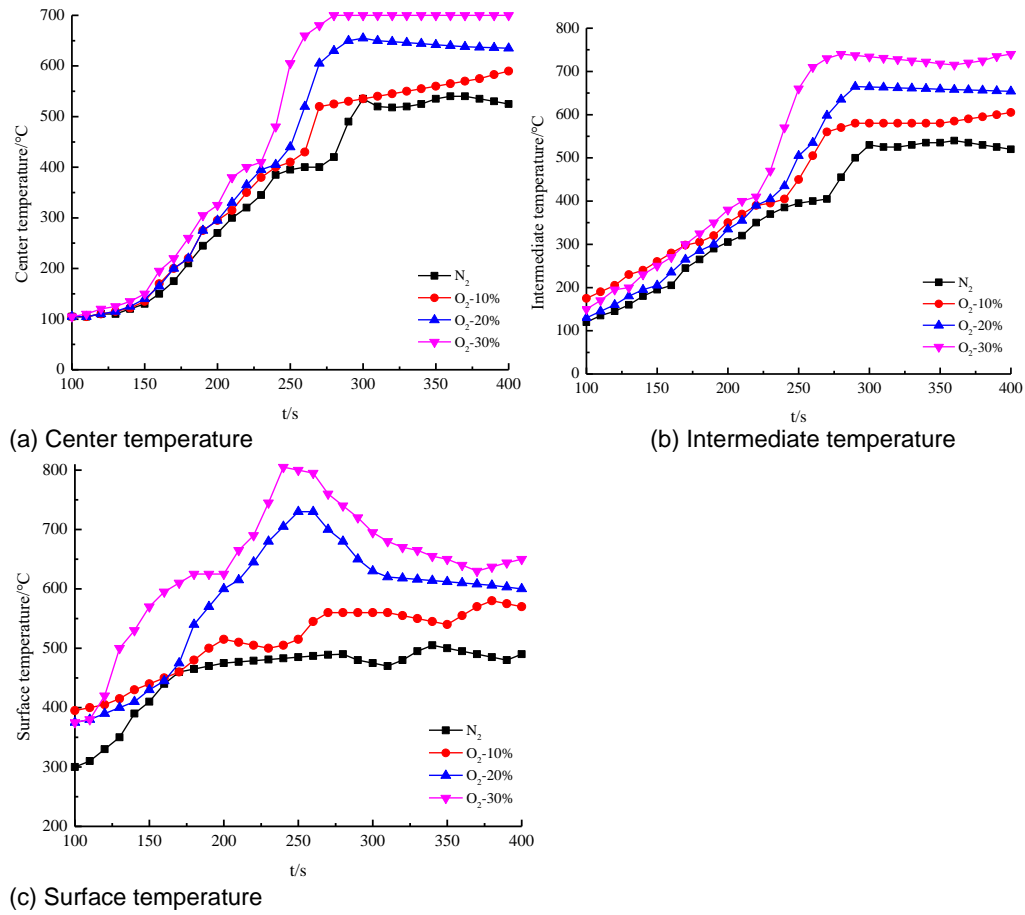 700
600
500
400
300
200
100
0
Center temperature/°C
100
150
200
250
300
350
400
t/s
N₂
O₂-10%
O₂-20%
O₂-30%
(a) Center temperature
800
700
600
500
400
300
200
100
0
Intermediate temperature/°C
100
150
200
250
300
350
400
t/s
N₂
O₂-10%
O₂-20%
O₂-30%
(b) Intermediate temperature
800
700
600
500
400
300
200
Surface temperature/°C
100
150
200
250
300
350
400
t/s
N₂
O₂-10%
O₂-20%
O₂-30%
(c) Surface temperature